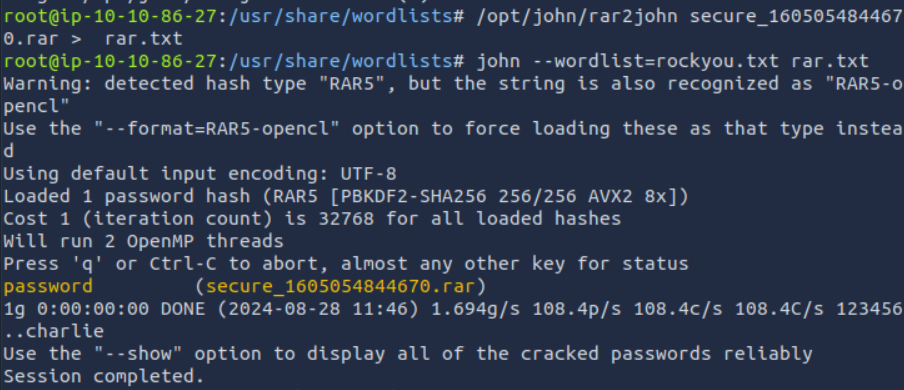 root@ip-10-10-86-27:/usr/share/wordlists# /opt/john/rar2john secure_160505484467
0.rar >  rar.txt
root@ip-10-10-86-27:/usr/share/wordlists# john --wordlist=rockyou.txt rar.txt
Warning: detected hash type "RAR5", but the string is also recognized as "RAR5-o
pencl"
Use the "--format=RAR5-opencl" option to force loading these as that type instea
d
Using default input encoding: UTF-8
Loaded 1 password hash (RAR5 [PBKDF2-SHA256 256/256 AVX2 8x])
Cost 1 (iteration count) is 32768 for all loaded hashes
Will run 2 OpenMP threads
Press 'q' or Ctrl-C to abort, almost any other key for status
password         (secure_1605054844670.rar)
1g 0:00:00:00 DONE (2024-08-28 11:46) 1.694g/s 108.4p/s 108.4c/s 108.4C/s 123456
..charlie
Use the "--show" option to display all of the cracked passwords reliably
Session completed.